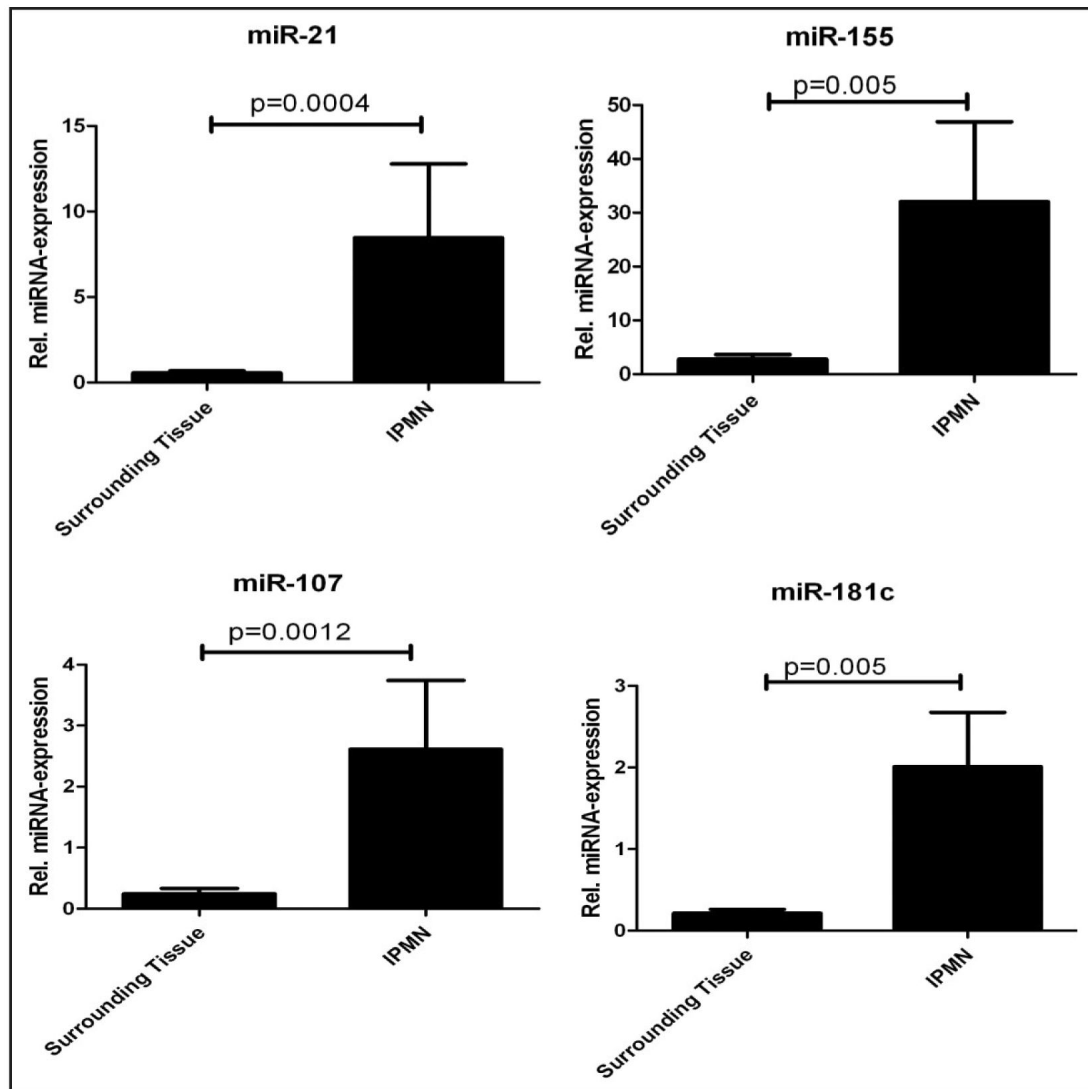 miR-21
p=0.0004
Rel. miRNA-expression
15
10
5
0
Surrounding Tissue
IPMN
miR-155
p=0.005
Rel. miRNA-expression
50
40
30
20
10
0
Surrounding Tissue
IPMN
miR-107
p=0.0012
Rel. miRNA-expression
4
3
2
1
0
Surrounding Tissue
IPMN
miR-181c
p=0.005
Rel. miRNA-expression
3
2
1
0
Surrounding Tissue
IPMN